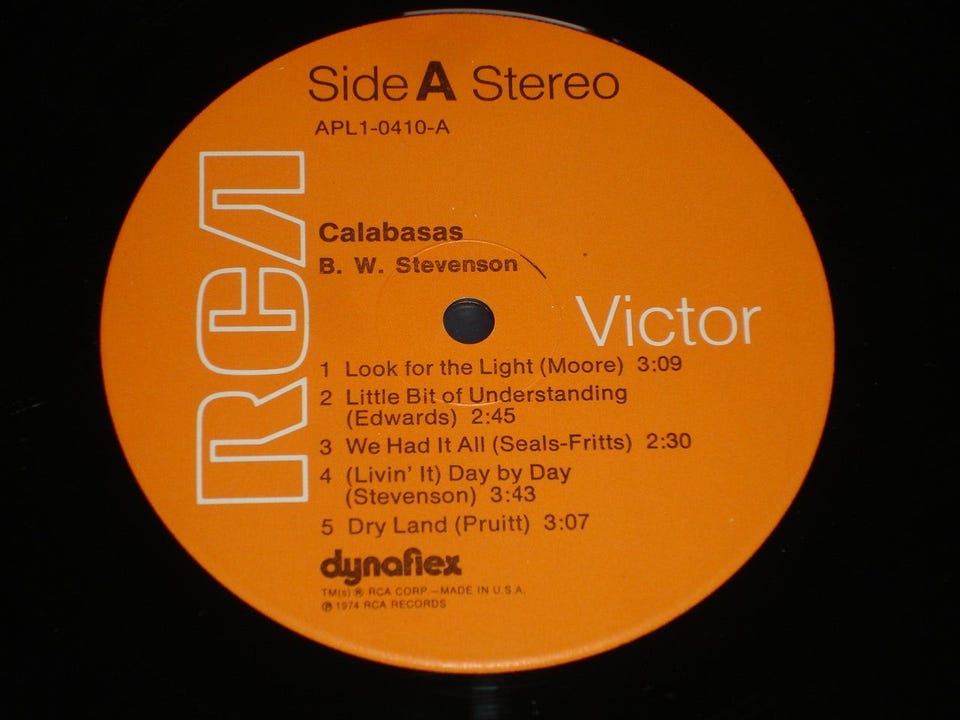 Side A Stereo
APL1-0410-A
RCA
Calabasas
B. W. Stevenson
Victor
1 Look for the Light (Moore) 3:09
2 Little Bit of Understanding
(Edwards) 2:45
3 We Had It All (Seals-Fritts) 2:30
4 (Livin' It) Day by Day
(Stevenson) 3:43
5 Dry Land (Pruitt) 3:07
dynaflex
TM(s) ® RCA CORP –MADE IN U.S.A.
℗ 1974 RCA RECORDS